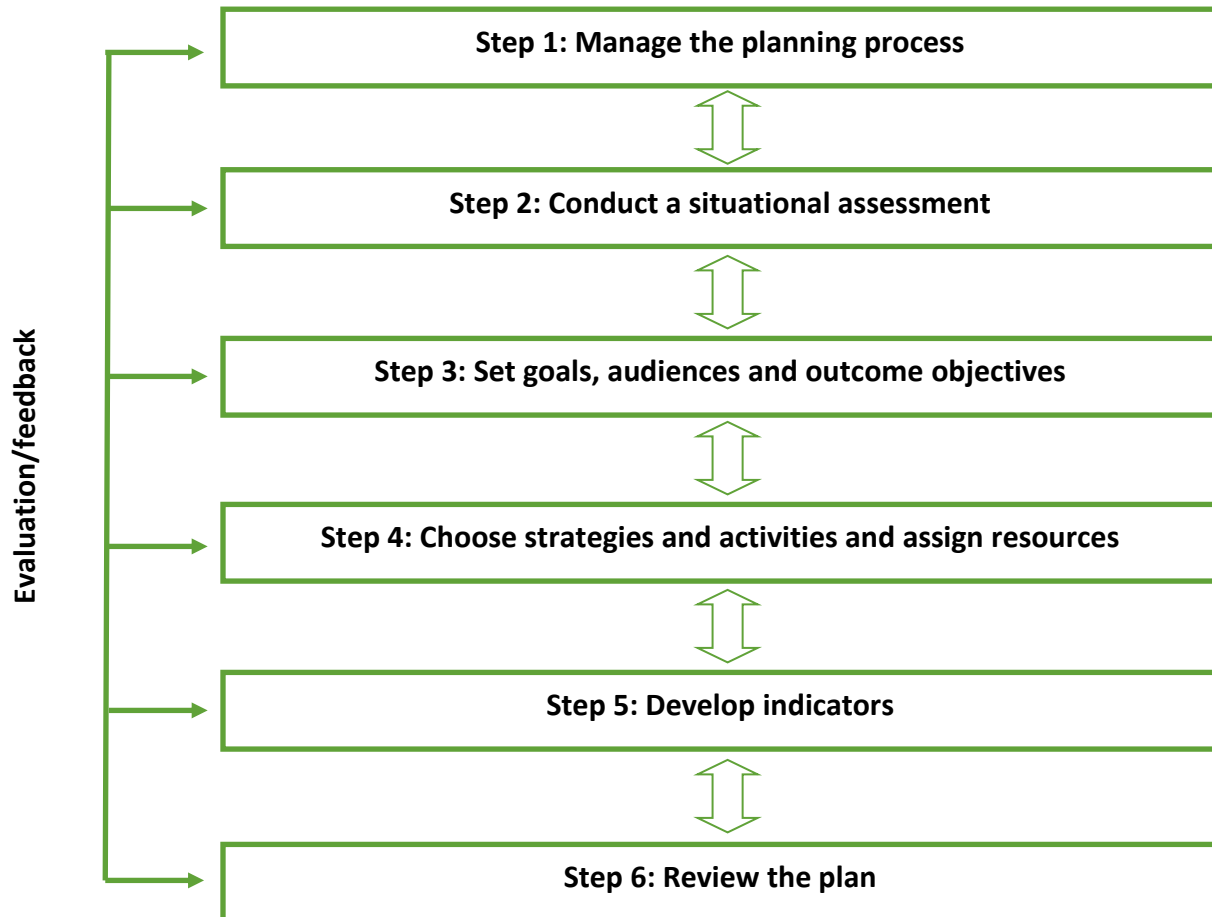 Step 1: Manage the planning process
Step 2: Conduct a situational assessment
Step 3: Set goals, audiences and outcome objectives
Step 4: Choose strategies and activities and assign resources
Step 5: Develop indicators
Step 6: Review the plan
Evaluation/feedback